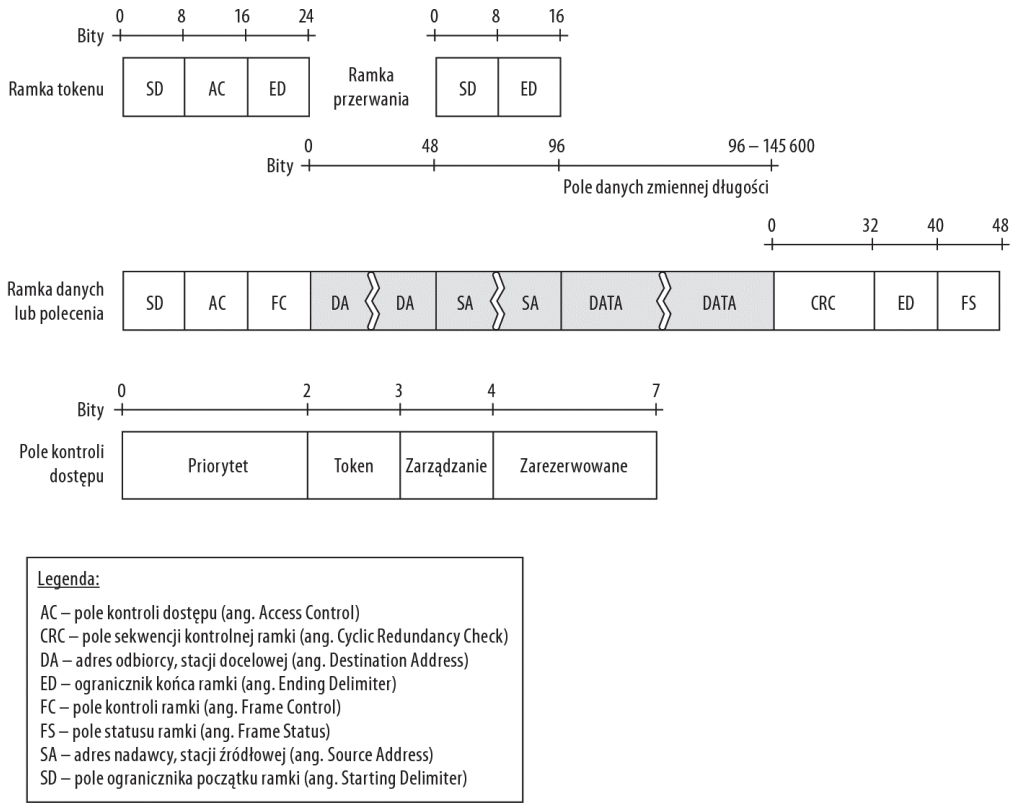 0 8 24
Bity
0 8 16
Ramka tokenu
SD AC ED
Ramka
przerwania
SD ED
0 48 96 96 – 145 600
Bity
Pole danych zmiennej długości
0 32 40 48
Ramka danych
lub polecenia
SD AC FC DA DA SA SA DATA DATA CRC ED FS
0 2 3 4 7
Bity
Pole kontroli
dostępu
Priorytet Token Zarządzanie Zarezerwowane
Legenda:
AC – pole kontroli dostępu (ang. Access Control)
CRC – pole sekwencji kontrolnej ramki (ang. Cyclic Redundancy Check)
DA – adres odbiorcy, stacji docelowej (ang. Destination Address)
ED – ogranicznik końca ramki (ang. Ending Delimiter)
FC – pole kontroli ramki (ang. Frame Control)
FS – pole statusu ramki (ang. Frame Status)
SA – adres nadawcy, stacji źródłowej (ang. Source Address)
SD – pole ogranicznika początku ramki (ang. Starting Delimiter)